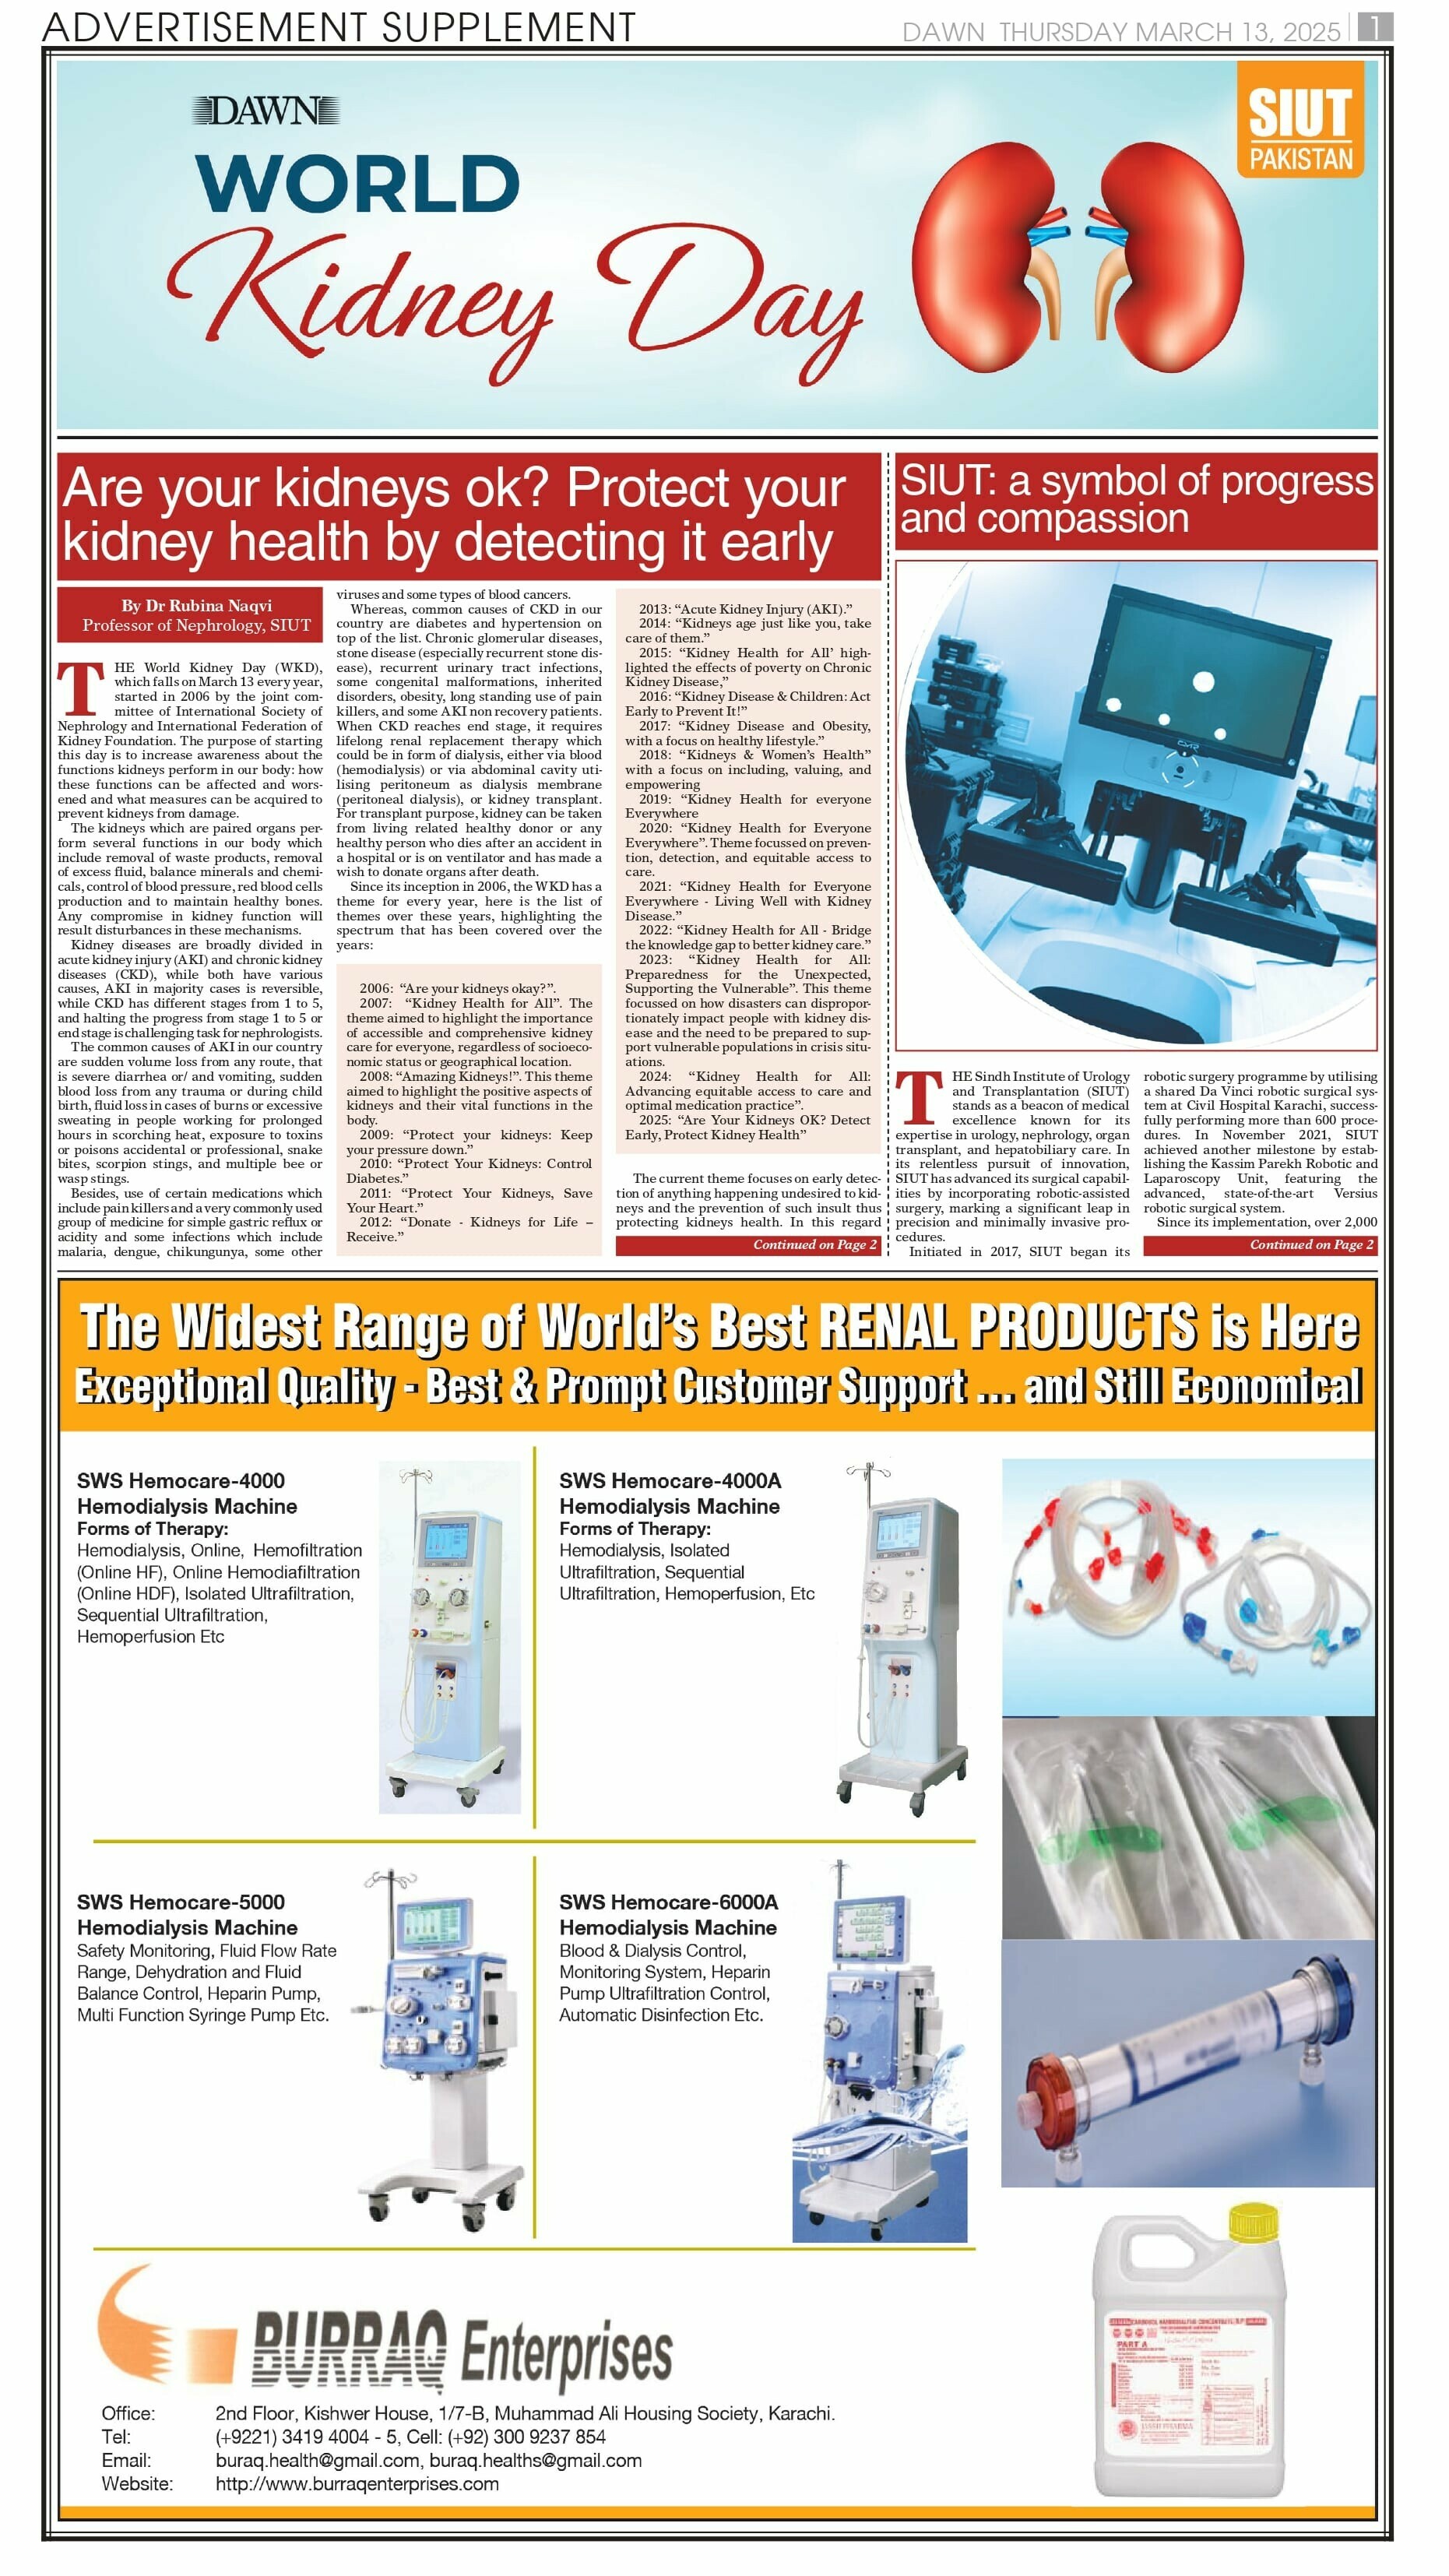 ADVERTISEMENT SUPPLEMENT
DAWN THURSDAY MARCH 13, 2025 1
DAWN
WORLD
Kidney Day
SIUT
PAKISTAN
Are your kidneys ok? Protect your
kidney health by detecting it early
By Dr Rubina Naqvi
Professor of Nephrology, SIUT
THE World Kidney Day (WKD),
which falls on March 13 every year,
started in 2006 by the joint com-
mittee of International Society of
Nephrology and International Federation of
Kidney Foundation. The purpose of starting
this day is to increase awareness about the
functions kidneys perform in our body: how
these functions can be affected and wors-
ened and what measures can be acquired to
prevent kidneys from damage.
The kidneys which are paired organs per-
form several functions in our body which
include removal of waste products, removal
of excess fluid, balance minerals and chemi-
cals, control of blood pressure, red blood cells
production and to maintain healthy bones.
Any compromise in kidney function will
result disturbances in these mechanisms.
Kidney diseases are broadly divided in
acute kidney injury (AKI) and chronic kidney
diseases (CKD), while both have various
causes, AKI in majority cases is reversible,
while CKD has different stages from 1 to 5,
and halting the progress from stage 1 to 5 or
end stage is challenging task for nephrologists.
The common causes of AKI in our country
are sudden volume loss from any route, that
is severe diarrhea or/ and vomiting, sudden
blood loss from any trauma or during child
birth, fluid loss in cases of burns or excessive
sweating in people working for prolonged
hours in scorching heat, exposure to toxins
or poisons accidental or professional, snake
bites, scorpion stings, and multiple bee or
wasp stings.
Besides, use of certain medications which
include pain killers and a very commonly used
group of medicine for simple gastric reflux or
acidity and some infections which include
malaria, dengue, chikungunya, some other
viruses and some types of blood cancers.
Whereas, common causes of CKD in our
country are diabetes and hypertension on
top of the list. Chronic glomerular diseases,
stone disease (especially recurrent stone dis-
ease), recurrent urinary tract infections,
some congenital malformations, inherited
disorders, obesity, long standing use of pain
killers, and some AKI non recovery patients.
When CKD reaches end stage, it requires
lifelong renal replacement therapy which
could be in form of dialysis, either via blood
(hemodialysis) or via abdominal cavity uti-
lising peritoneum as dialysis membrane
(peritoneal dialysis), or kidney transplant.
For transplant purpose, kidney can be taken
from living related healthy donor or any
healthy person who dies after an accident in
a hospital or is on ventilator and has made a
wish to donate organs after death.
Since its inception in 2006, the WKD has a
theme for every year, here is the list of
themes over these years, highlighting the
spectrum that has been covered over the
years:
2006: “Are your kidneys okay?”.
2007: “Kidney Health for All”. The
theme aimed to highlight the importance
of accessible and comprehensive kidney
care for everyone, regardless of socioeco-
nomic status or geographical location.
2008: “Amazing Kidneys!”. This theme
aimed to highlight the positive aspects of
kidneys and their vital functions in the
body.
2009: “Protect your kidneys: Keep
your pressure down.”
2010: “Protect Your Kidneys: Control
Diabetes.”
2011: “Protect Your Kidneys, Save
Your Heart.”
2012: “Donate - Kidneys for Life –
Receive.”
2013: “Acute Kidney Injury (AKI).”
2014: “Kidneys age just like you, take
care of them.”
2015: “Kidney Health for All’ high-
lighted the effects of poverty on Chronic
Kidney Disease,”
2016: “Kidney Disease & Children: Act
Early to Prevent It!”
2017: “Kidney Disease and Obesity,
with a focus on healthy lifestyle.”
2018: “Kidneys & Women’s Health”
with a focus on including, valuing, and
empowering
2019: “Kidney Health for everyone
Everywhere
2020: “Kidney Health for Everyone
Everywhere”. Theme focussed on preven-
tion, detection, and equitable access to
care.
2021: “Kidney Health for Everyone
Everywhere - Living Well with Kidney
Disease.”
2022: “Kidney Health for All - Bridge
the knowledge gap to better kidney care.”
2023: “Kidney Health for All:
Preparedness for the Unexpected,
Supporting the Vulnerable”. This theme
focussed on how disasters can dispropor-
tionately impact people with kidney dis-
ease and the need to be prepared to sup-
port vulnerable populations in crisis situ-
ations.
2024: “Kidney Health for All:
Advancing equitable access to care and
optimal medication practice”.
2025: “Are Your Kidneys OK? Detect
Early, Protect Kidney Health”
The current theme focuses on early detec-
tion of anything happening undesired to kid-
neys and the prevention of such insult thus
protecting kidneys health. In this regard
Continued on Page 2
SIUT: a symbol of progress
and compassion
THE Sindh Institute of Urology
and Transplantation (SIUT)
stands as a beacon of medical
excellence known for its
expertise in urology, nephrology, organ
transplant, and hepatobiliary care. In
its relentless pursuit of innovation,
SIUT has advanced its surgical capabil-
ities by incorporating robotic-assisted
surgery, marking a significant leap in
precision and minimally invasive pro-
cedures.
Initiated in 2017, SIUT began its
robotic surgery programme by utilising
a shared Da Vinci robotic surgical sys-
tem at Civil Hospital Karachi, success-
fully performing more than 600 proce-
dures. In November 2021, SIUT
achieved another milestone by estab-
lishing the Kassim Parekh Robotic and
Laparoscopy Unit, featuring the
advanced, state-of-the-art Versius
robotic surgical system.
Since its implementation, over 2,000
Continued on Page 2
The Widest Range of World’s Best RENAL PRODUCTS is Here
Exceptional Quality - Best & Prompt Customer Support ... and Still Economical
SWS Hemocare-4000
Hemodialysis Machine
Forms of Therapy:
Hemodialysis, Online, Hemofiltration
(Online HF), Online Hemodiafiltration
(Online HDF), Isolated Ultrafiltration,
Sequential Ultrafiltration,
Hemoperfusion Etc
SWS Hemocare-4000A
Hemodialysis Machine
Forms of Therapy:
Hemodialysis, Isolated
Ultrafiltration, Sequential
Ultrafiltration, Hemoperfusion, Etc
SWS Hemocare-5000
Hemodialysis Machine
Safety Monitoring, Fluid Flow Rate
Range, Dehydration and Fluid
Balance Control, Heparin Pump,
Multi Function Syringe Pump Etc.
SWS Hemocare-6000A
Hemodialysis Machine
Blood & Dialysis Control,
Monitoring System, Heparin
Pump Ultrafiltration Control,
Automatic Disinfection Etc.
PART A
BURRAQ Enterprises
Office: 2nd Floor, Kishwer House, 1/7-B, Muhammad Ali Housing Society, Karachi.
Tel: (+9221) 3419 4004 - 5, Cell: (+92) 300 9237 854
Email: buraq.health@gmail.com, buraq.healths@gmail.com
Website: http://www.burraqenterprises.com